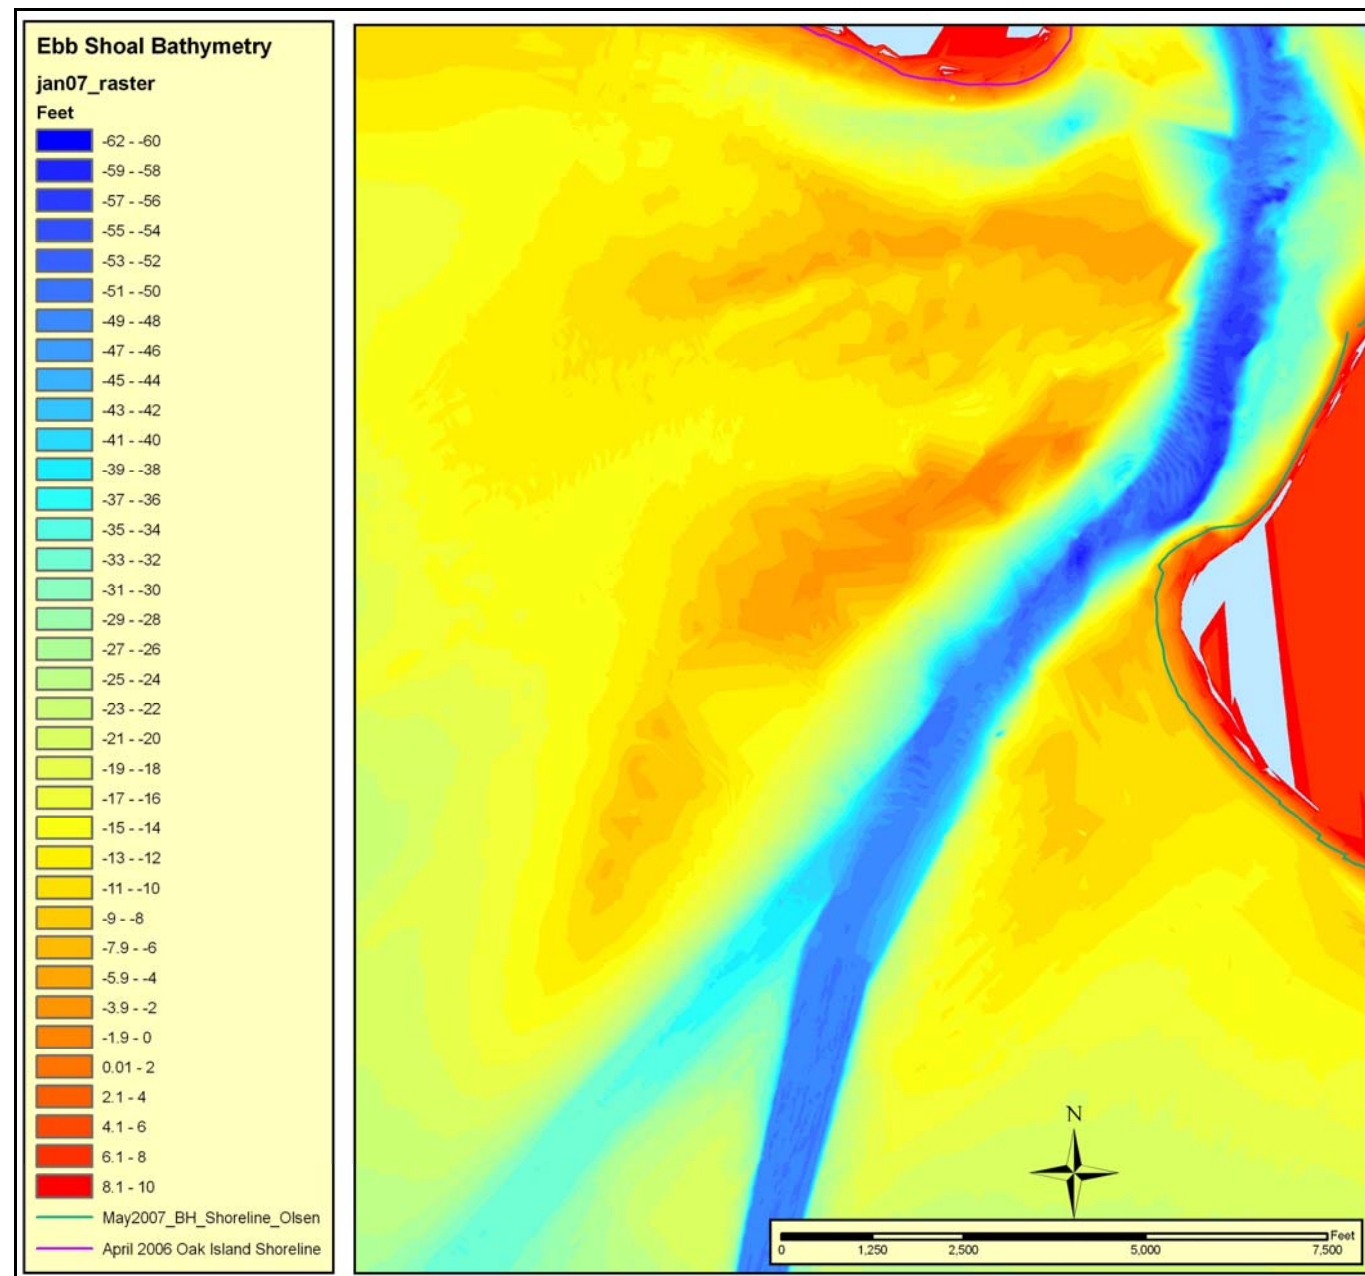 Ebb Shoal Bathymetry
jan07_raster
Feet
-62 - -60
-59 - -58
-57 - -56
-55 - -54
-53 - -52
-51 - -50
-49 - -48
-47 - -46
-45 - -44
-43 - -42
-41 - -40
-39 - -38
-37 - -36
-35 - -34
-33 - -32
-31 - -30
-29 - -28
-27 - -26
-25 - -24
-23 - -22
-21 - -20
-19 - -18
-17 - -16
-15 - -14
-13 - -12
-11 - -10
-9 - -8
-7.9 - -6
-5.9 - -4
-3.9 - -2
-1.9 - 0
0.01 - 2
2.1 - 4
4.1 - 6
6.1 - 8
8.1 - 10
May2007_BH_Shoreline_Olsen
April 2006 Oak Island Shoreline
N
Feet
0 1,250 2,500 5,000 7,500